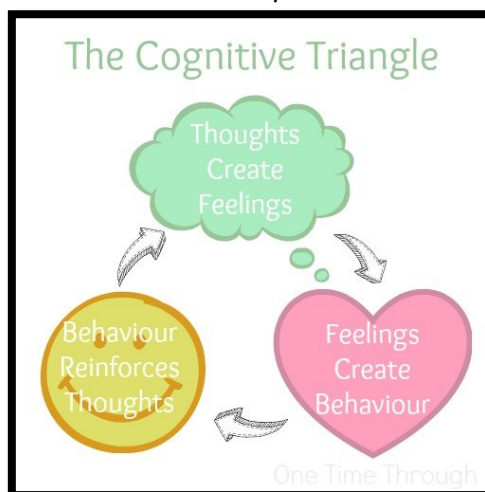 The Cognitive Triangle
Thoughts
Create
Feelings
Feelings
Create
Behaviour
Behaviour
Reinforces
Thoughts
One Time Through